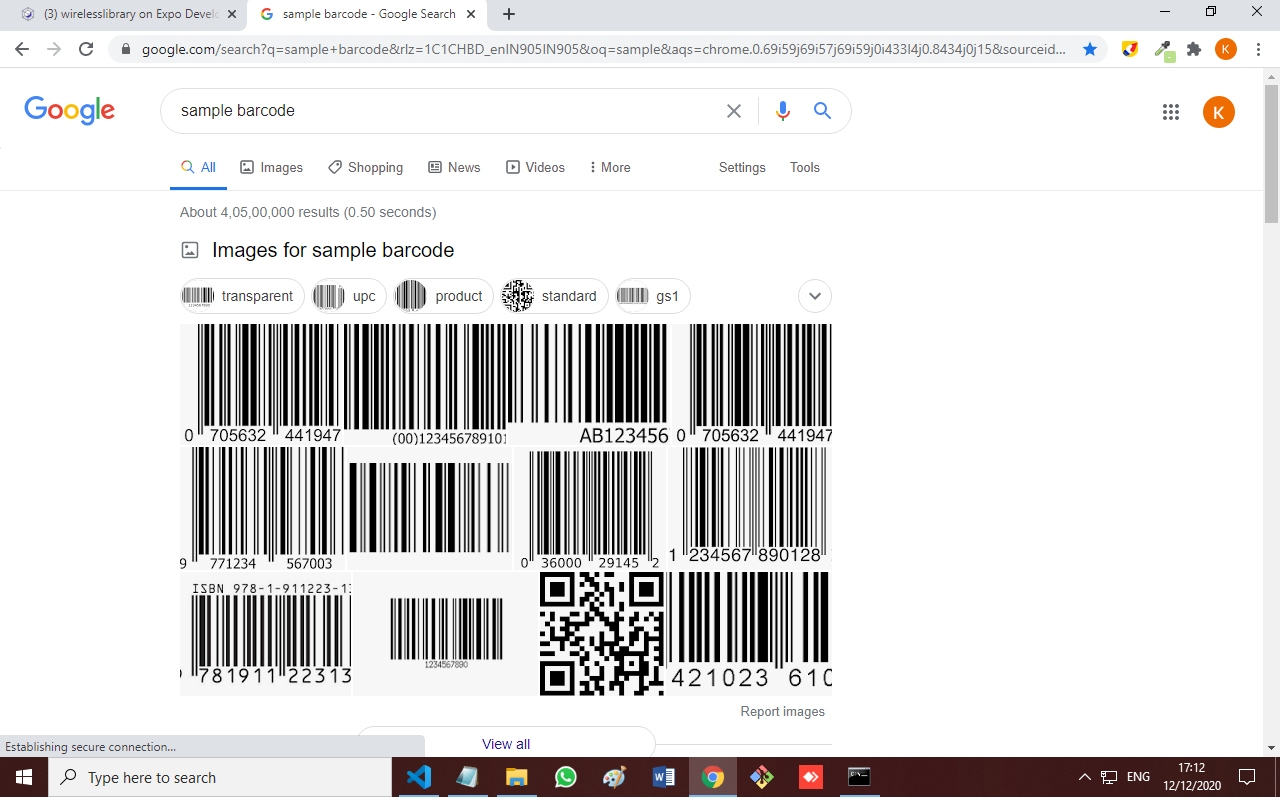 (3) wirelesslibrary on Expo Develo
sample barcode - Google Search
google.com/search?q=sample+barcode&rlz=1C1CHBD_enIN905IN905&oq=sample&aqs=chrome.0.69i59j69i57j69i59j0i433l4j0.8434j0j15&sourceid...
K
Google
sample barcode
K
All
Images
Shopping
News
Videos
More
Settings
Tools
About 4,05,00,000 results (0.50 seconds)
Images for sample barcode
transparent
upc
product
standard
gs1
0 705632 441947
(00)123456789101
AB123456
0 705632 441947
9 771234 567003
0 36000 29145 2
1 234567 890128
ISBN 978-1-911223-13
781911 22313
1234567890
421023 610
Report images
View all
Establishing secure connection...
Type here to search
ENG
17:12
12/12/2020